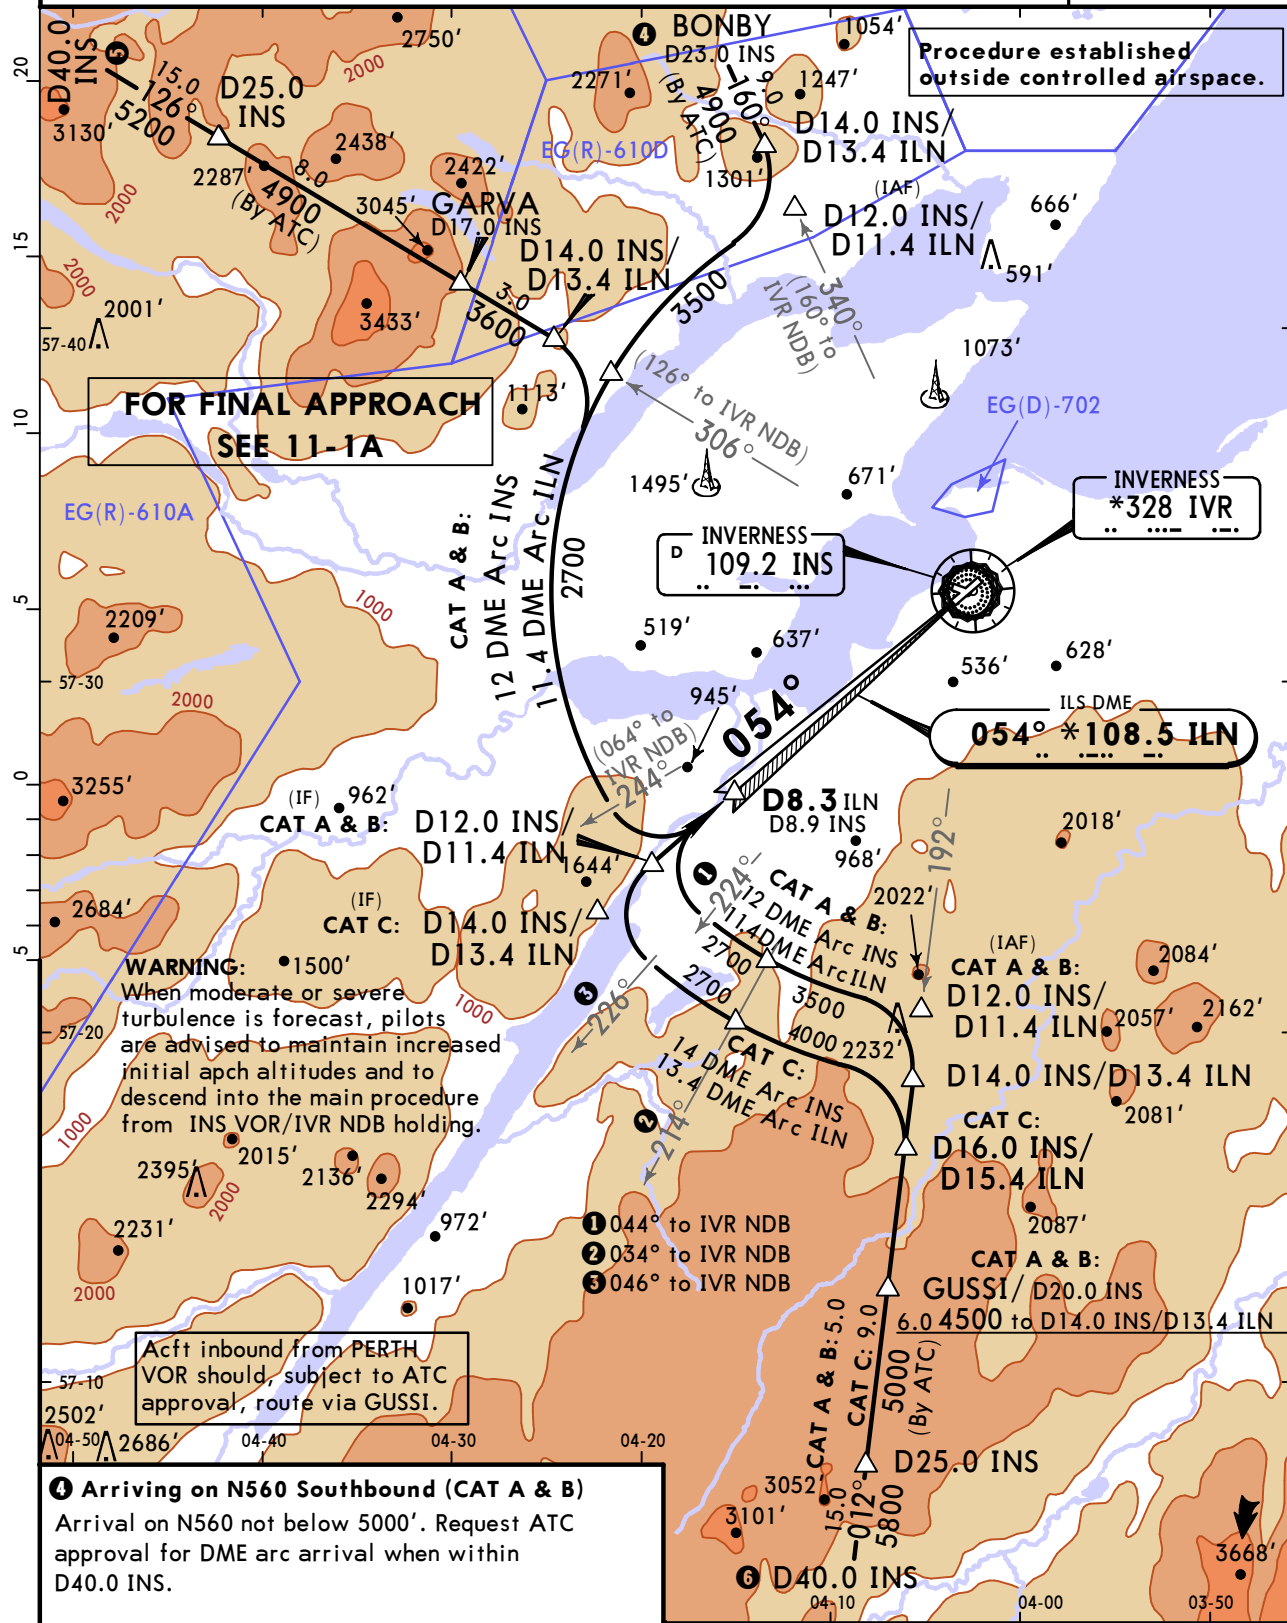 D40.0
INS
❺
15.0
126°
5200
D25.0
INS
2750'
2000
❹ BONBY
D23.0 INS
160°
9.0
4900
(By ATC)
1054'
Procedure established
outside controlled airspace.
20
3130'
2271'
1247'
D14.0 INS/
D13.4 ILN
2438'
2287'
8.0
4900
(By ATC)
2422'
EG(R)-610D
1301'
2000
3045'
GARVA
D17.0 INS
(IAF)
D12.0 INS/
D11.4 ILN
666'
591'
15
D14.0 INS/
D13.4 ILN
3.0
3600
3500
340°
(160° to
IVR NDB)
2000
2001'
3433'
57-40
1073'
FOR FINAL APPROACH
SEE 11-1A
1113'
(126° to IVR NDB)
306°
EG(D)-702
10
EG(R)-610A
1495'
671'
INVERNESS
*328 IVR
CAT A & B:
12 DME Arc INS
11.4 DME Arc ILN
2700
INVERNESS
D 109.2 INS
5
1000
2209'
519'
637'
536'
628'
57-30
2000
945'
054°
ILS DME
054° *108.5 ILN
(064° to
IVR NDB)
244°
0
3255'
(IF)
CAT A & B:
962'
D12.0 INS/
D11.4 ILN
D8.3 ILN
D8.9 INS
2018'
968'
192°
1644'
❶
224°
CAT A & B:
12 DME Arc INS
11.4 DME Arc ILN
2022'
2684'
(IF)
CAT C:
D14.0 INS/
D13.4 ILN
5
2700
2700
3500
4000
2232'
(IAF)
CAT A & B:
D12.0 INS/
D11.4 ILN
2084'
2162'
2057'
WARNING:
When moderate or severe
turbulence is forecast, pilots
are advised to maintain increased
initial apch altitudes and to
descend into the main procedure
from INS VOR/IVR NDB holding.
1500'
1000
57-20
❸
226°
CAT C:
14 DME Arc INS
13.4 DME Arc ILN
D14.0 INS/D13.4 ILN
2081'
1000
❷
214°
CAT C:
D16.0 INS/
D15.4 ILN
2395'
2015'
2136'
2294'
2000
2087'
2231'
972'
❶ 044° to IVR NDB
❷ 034° to IVR NDB
❸ 046° to IVR NDB
CAT A & B:
GUSSI/ D20.0 INS
6.0 4500 to D14.0 INS/D13.4 ILN
2000
1017'
CAT A & B: 5.0
CAT C: 9.0
5000
(By ATC)
Acft inbound from PERTH
VOR should, subject to ATC
approval, route via GUSSI.
57-10
2502'
2686'
04-50
04-40
04-30
04-20
D25.0 INS
❹ Arriving on N560 Southbound (CAT A & B)
Arrival on N560 not below 5000'. Request ATC
approval for DME arc arrival when within
D40.0 INS.
3052'
3101'
15.0
012°
5800
3668'
❻ D40.0 INS
04-10
04-00
03-50